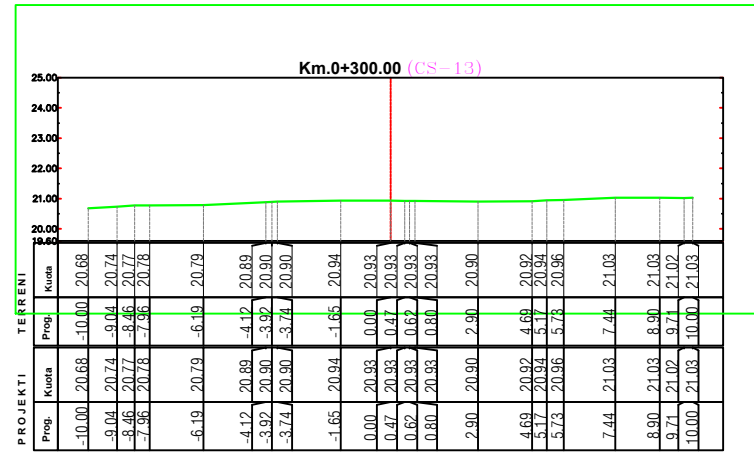 Km.0+300.00 (CS-13)
25.00
24.00
23.00
22.00
21.00
20.00
19.60
TERRENI
Kuota 20.68 20.74 20.77 20.78 20.79 20.89 20.90 20.90 20.94 20.93 20.93 20.93 20.93 20.90 20.92 20.94 20.96 21.03 21.03 21.02 21.03
Prog. -10.00 -9.04 -8.46 -7.96 -6.19 -4.12 -3.92 -3.74 -1.65 0.00 0.47 0.62 0.80 2.90 4.69 5.17 5.73 7.44 8.90 9.71 10.00
PROJEKTI
Kuota 20.68 20.74 20.77 20.78 20.79 20.89 20.90 20.90 20.94 20.93 20.93 20.93 20.93 20.90 20.92 20.94 20.96 21.03 21.03 21.02 21.03
Prog. -10.00 -9.04 -8.46 -7.96 -6.19 -4.12 -3.92 -3.74 -1.65 0.00 0.47 0.62 0.80 2.90 4.69 5.17 5.73 7.44 8.90 9.71 10.00